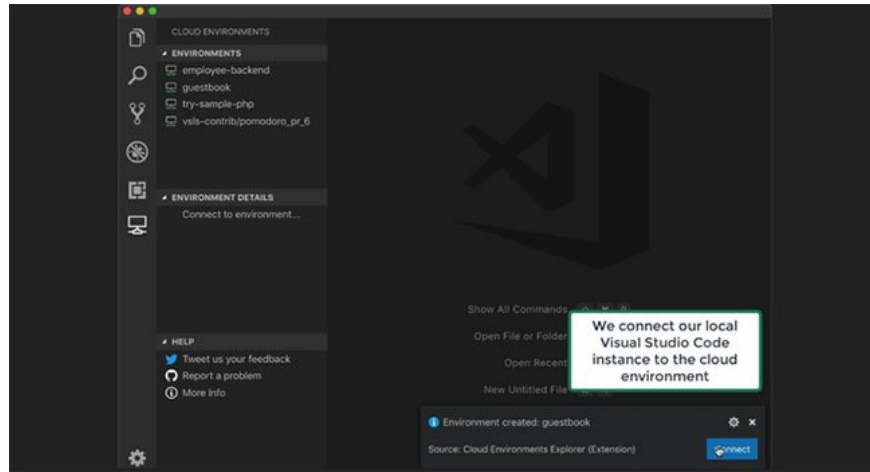 CLOUD ENVIRONMENTS
ENVIRONMENTS
employee-backend
guestbook
try-sample-php
vsls-contrib/pomodoro_pr_6
ENVIRONMENT DETAILS
Connect to environment...
HELP
Tweet us your feedback
Report a problem
More Info
Show All Commands
Open File or Folder
Open Recent
New Untitled File
We connect our local
Visual Studio Code
instance to the cloud
environment
Environment created: guestbook
Source: Cloud Environments Explorer (Extension)
Connect